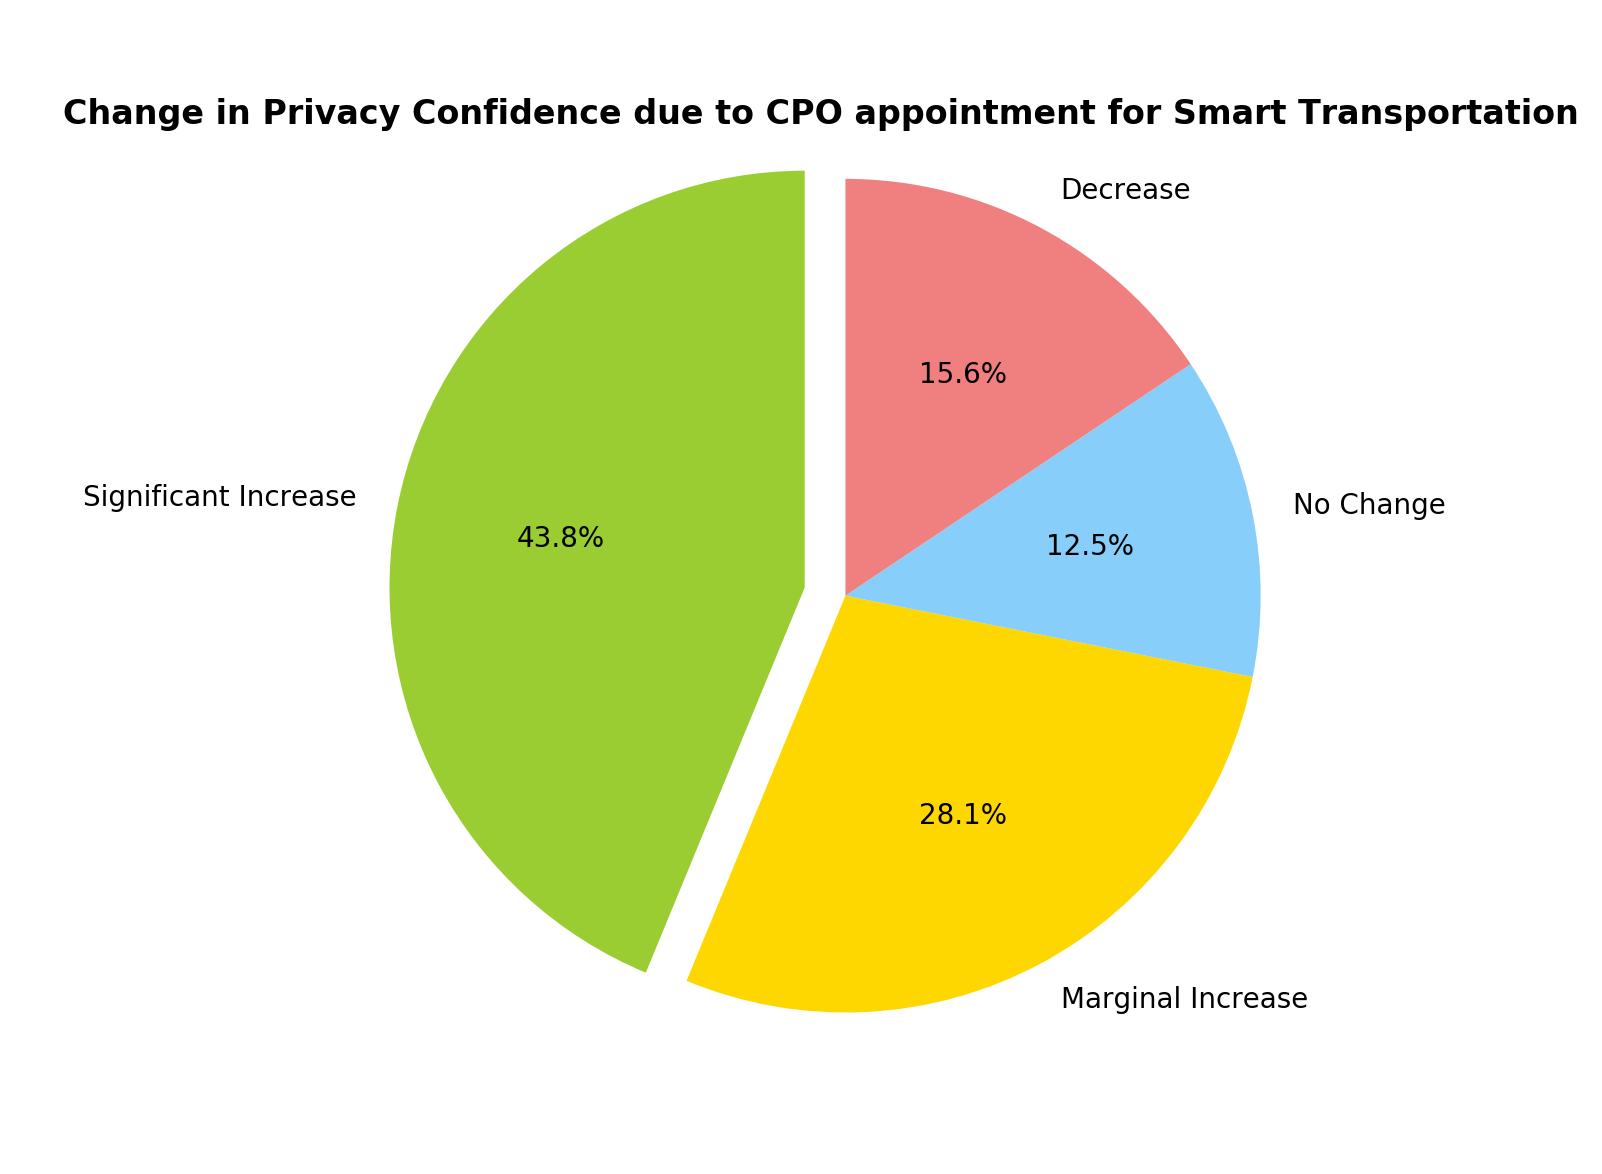 Change in Privacy Confidence due to CPO appointment for Smart Transportation
Decrease
15.6%
Significant Increase
43.8%
No Change
12.5%
28.1%
Marginal Increase